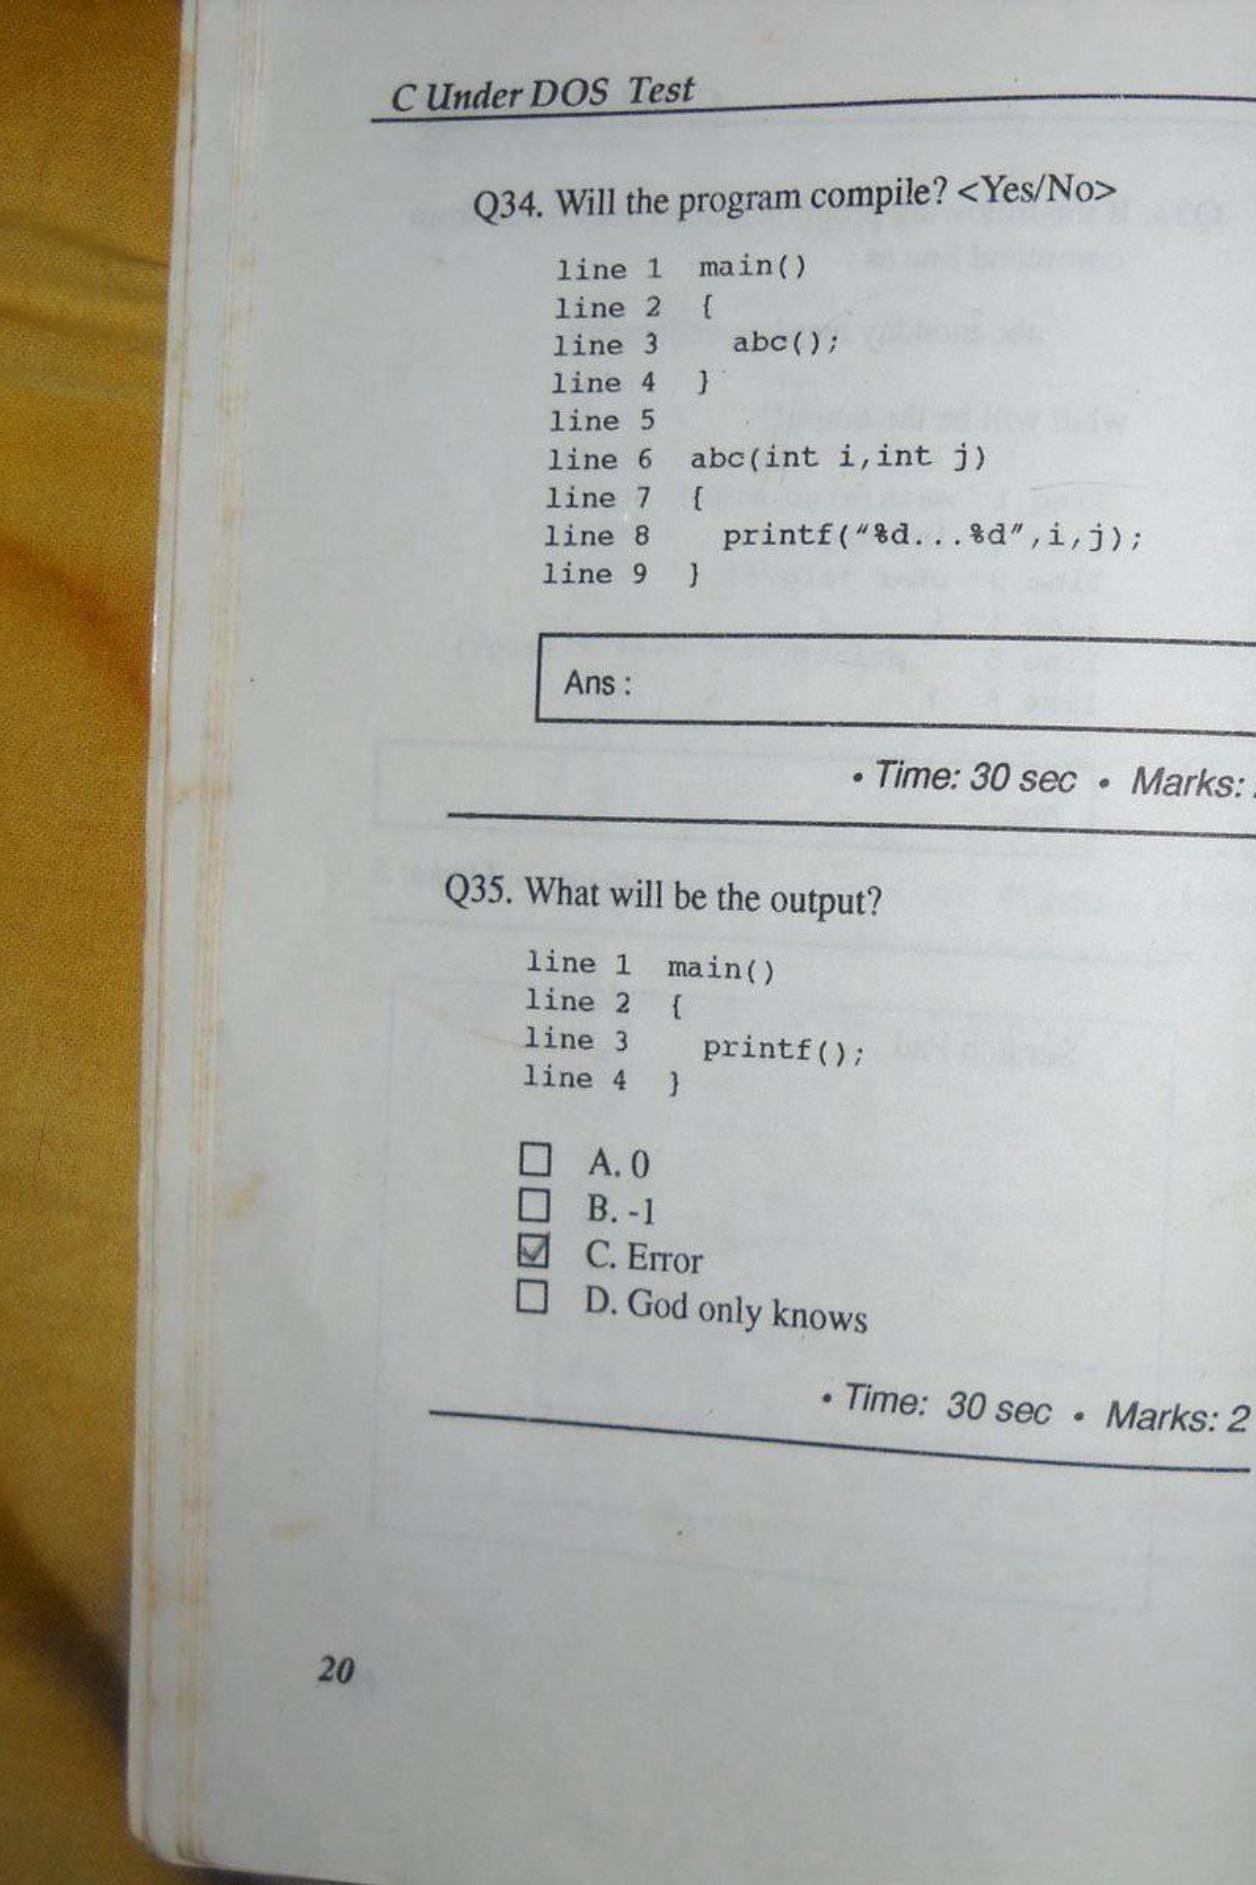 C Under DOS Test
Q34. Will the program compile? <Yes/No>
line 1 main()
line 2 {
line 3 abc();
line 4 }
line 5
line 6 abc(int i,int j)
line 7 {
line 8 printf("%d...%d",i,j);
line 9 }
Ans :
• Time: 30 sec • Marks:
Q35. What will be the output?
line 1 main()
line 2 {
line 3 printf();
line 4 }
A. 0
B. -1
C. Error
D. God only knows
• Time: 30 sec • Marks: 2
20